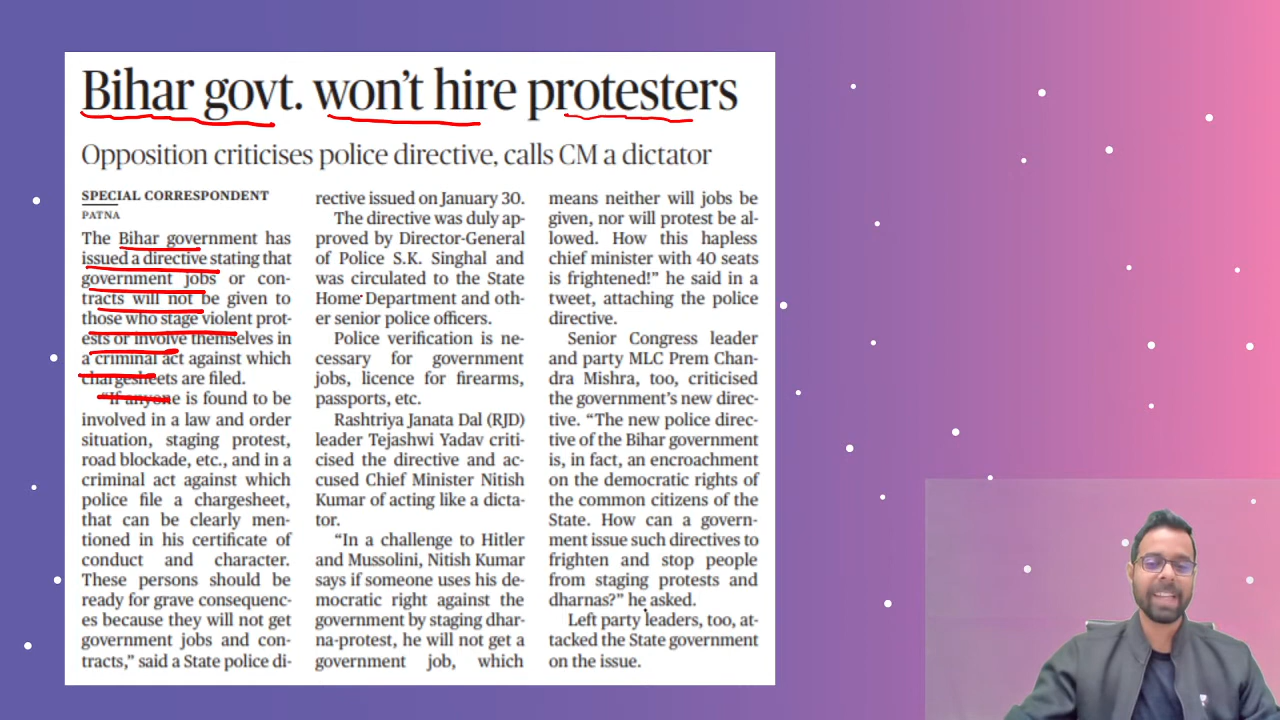 Bihar govt. won't hire protesters
Opposition criticises police directive, calls CM a dictator
SPECIAL CORRESPONDENT
PATNA
The Bihar government has
issued a directive stating that
government jobs or con-
tracts will not be given to
those who stage violent prot-
ests or involve themselves in
a criminal act against which
chargesheets are filed.
"If anyone is found to be
involved in a law and order
situation, staging protest,
road blockade, etc., and in a
criminal act against which
police file a chargesheet,
that can be clearly men-
tioned in his certificate of
conduct and character.
These persons should be
ready for grave consequenc-
es because they will not get
government jobs and con-
tracts," said a State police di-
rective issued on January 30.
The directive was duly ap-
proved by Director-General
of Police S.K. Singhal and
was circulated to the State
Home Department and oth-
er senior police officers.
Police verification is ne-
cessary for government
jobs, licence for firearms,
passports, etc.
Rashtriya Janata Dal (RJD)
leader Tejashwi Yadav criti-
cised the directive and ac-
cused Chief Minister Nitish
Kumar of acting like a dicta-
tor.
"In a challenge to Hitler
and Mussolini, Nitish Kumar
says if someone uses his de-
mocratic right against the
government by staging dhar-
na-protest, he will not get a
government job, which
means neither will jobs be
given, nor will protest be al-
lowed. How this hapless
chief minister with 40 seats
is frightened!" he said in a
tweet, attaching the police
directive.
Senior Congress leader
and party MLC Prem Chan-
dra Mishra, too, criticised
the government's new direc-
tive. "The new police direc-
tive of the Bihar government
is, in fact, an encroachment
on the democratic rights of
the common citizens of the
State. How can a govern-
ment issue such directives to
frighten and stop people
from staging protests and
dharnas?" he asked.
Left party leaders, too, at-
tacked the State government
on the issue.